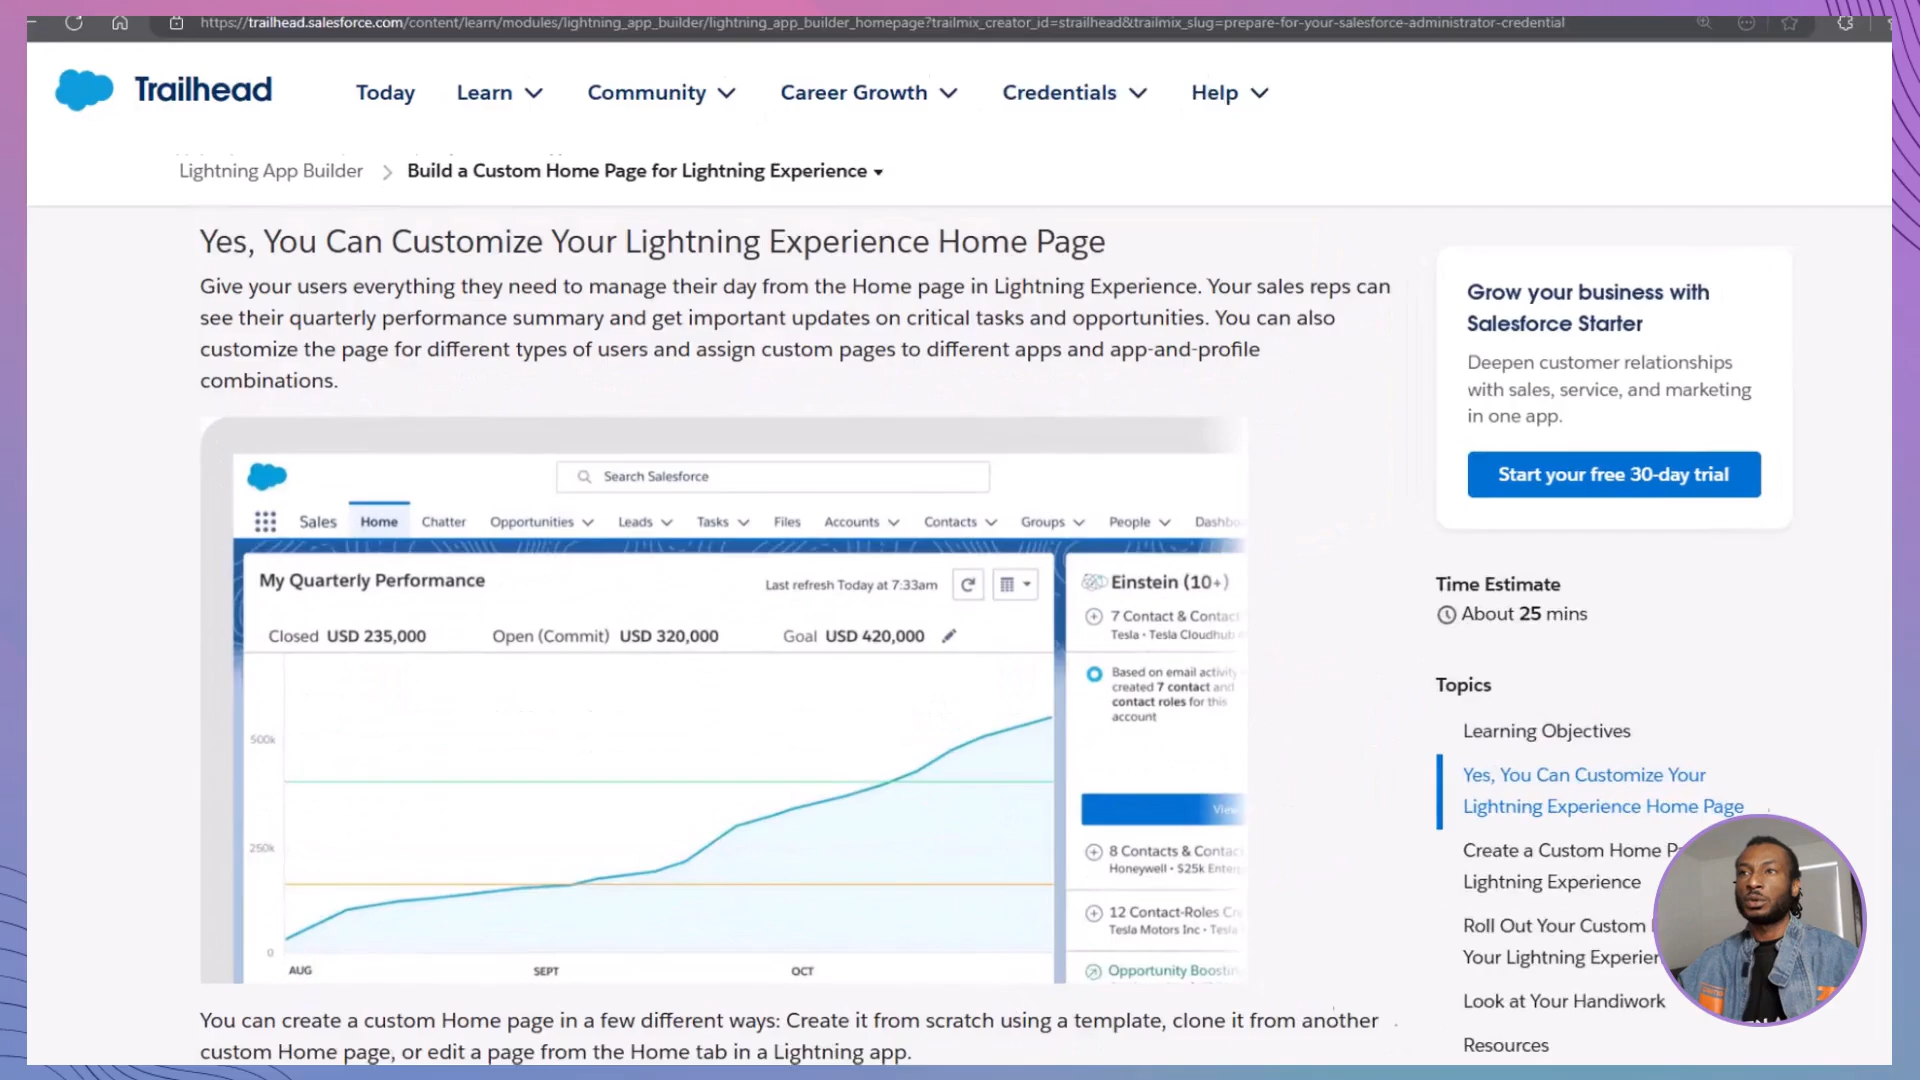 https://trailhead.salesforce.com/content/learn/modules/lightning_app_builder/lightning_app_builder_homepage?trailmix_creator_id=strailhead&trailmix_slug=prepare-for-your-salesforce-administrator-credential
Trailhead
Today
Learn
Community
Career Growth
Credentials
Help
Lightning App Builder
Build a Custom Home Page for Lightning Experience
Yes, You Can Customize Your Lightning Experience Home Page
Give your users everything they need to manage their day from the Home page in Lightning Experience. Your sales reps can
see their quarterly performance summary and get important updates on critical tasks and opportunities. You can also
customize the page for different types of users and assign custom pages to different apps and app-and-profile
combinations.
Search Salesforce
Sales
Home
Chatter
Opportunities
Leads
Tasks
Files
Accounts
Contacts
Groups
People
Dashbo
My Quarterly Performance
Last refresh Today at 7:33am
Closed USD 235,000
Open (Commit) USD 320,000
Goal USD 420,000
500k
250k
0
AUG
SEPT
OCT
Einstein (10+)
7 Contact & Contac
Tesla • Tesla Cloudhub
Based on email activity
created 7 contact and
contact roles for this
account
View
8 Contacts & Contac
Honeywell • $25k Enter
12 Contact-Roles Cr
Tesla Motors Inc • Tesla
Opportunity Boostin
You can create a custom Home page in a few different ways: Create it from scratch using a template, clone it from another
custom Home page, or edit a page from the Home tab in a Lightning app.
Grow your business with
Salesforce Starter
Deepen customer relationships
with sales, service, and marketing
in one app.
Start your free 30-day trial
Time Estimate
About 25 mins
Topics
Learning Objectives
Yes, You Can Customize Your
Lightning Experience Home Page
Create a Custom Home P
Lightning Experience
Roll Out Your Custom
Your Lightning Experien
Look at Your Handiwork
Resources